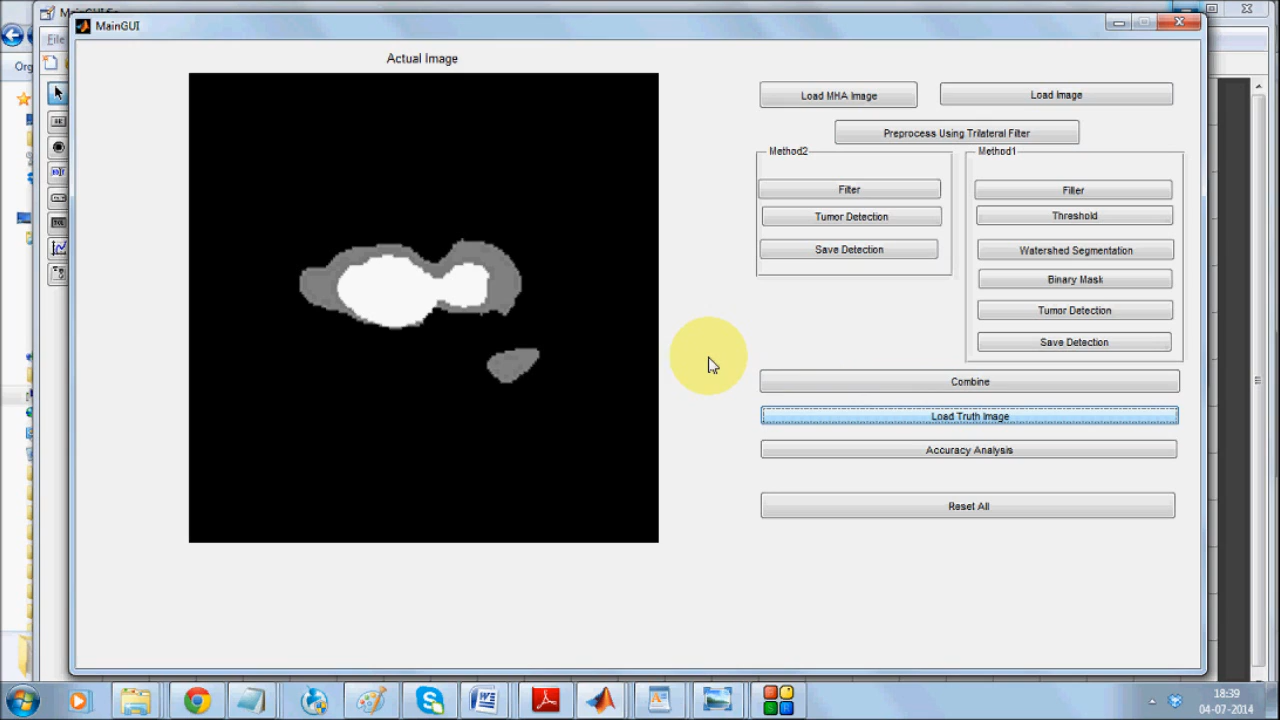 MainGUI
File
Org
Actual Image
Load MHA Image
Load Image
Preprocess Using Trilateral Filter
Method2
Method1
Filter
Filter
Tumor Detection
Threshold
Save Detection
Watershed Segmentation
Binary Mask
Tumor Detection
Save Detection
Combine
Load Truth Image
Accuracy Analysis
Reset All
18:39
04-07-2014